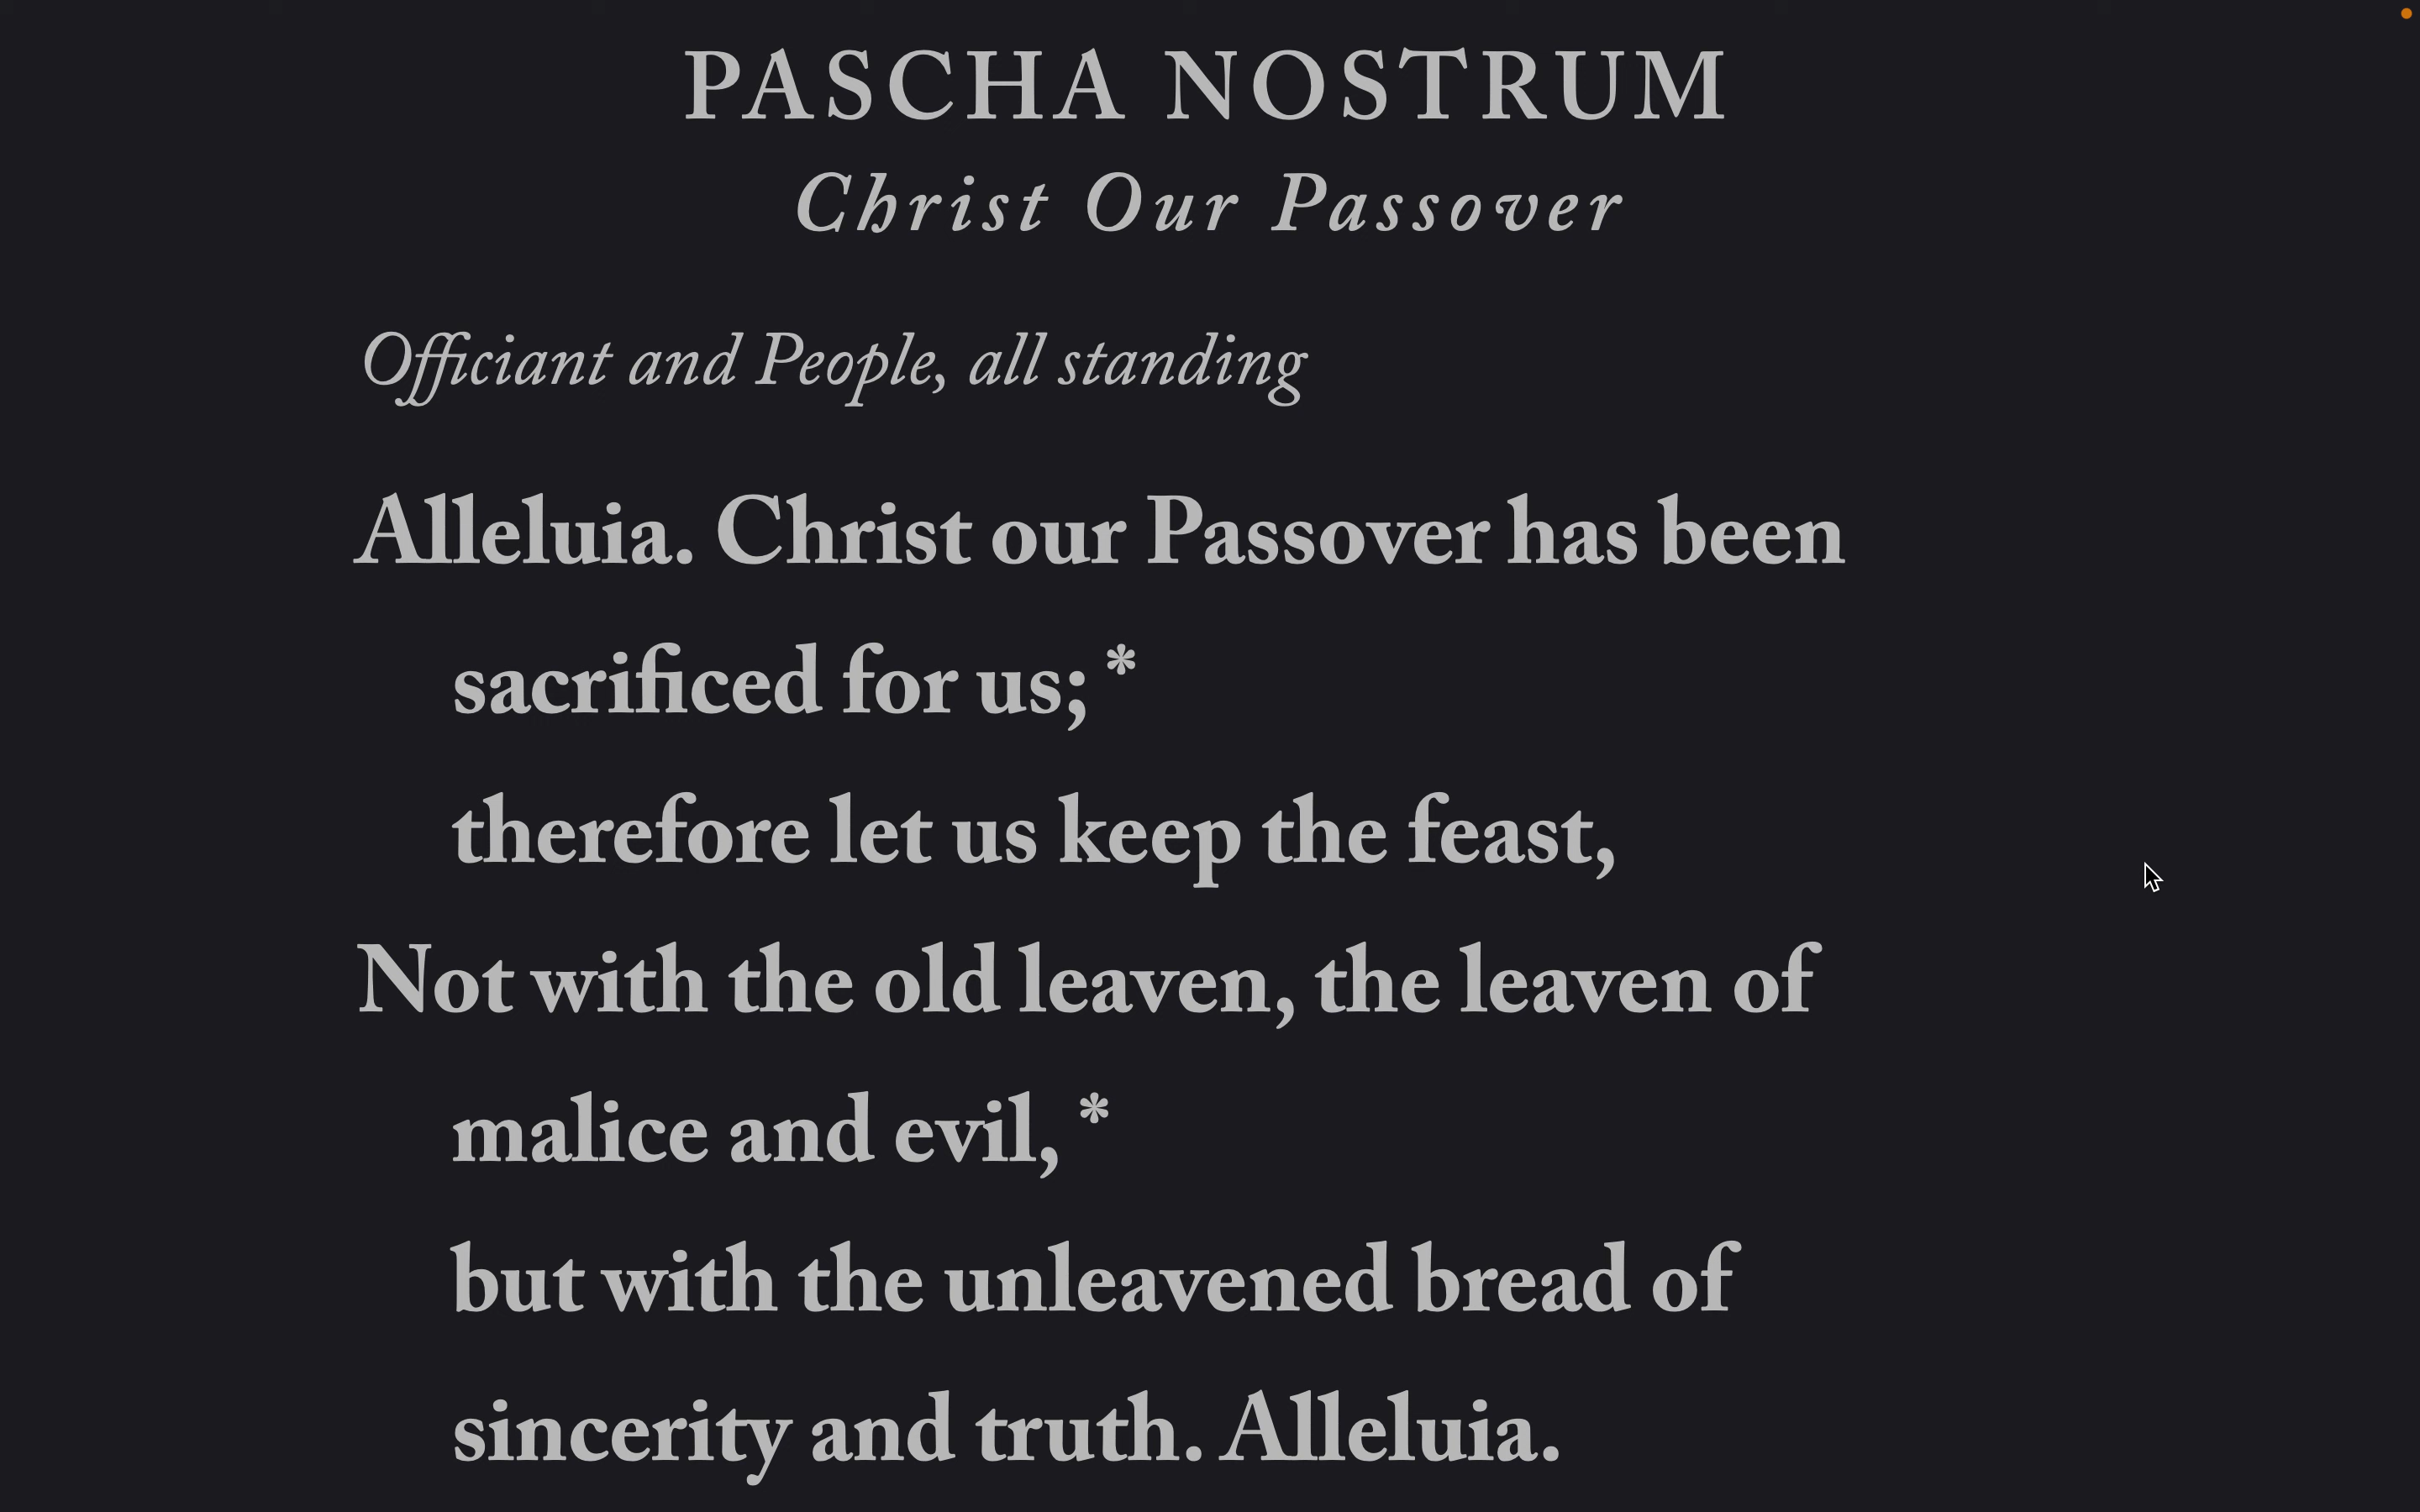 PASCHA NOSTRUM
Christ Our Passover
Officiant and People, all standing
Alleluia. Christ our Passover has been
sacrificed for us; *
therefore let us keep the feast,
Not with the old leaven, the leaven of
malice and evil, *
but with the unleavened bread of
sincerity and truth. Alleluia.